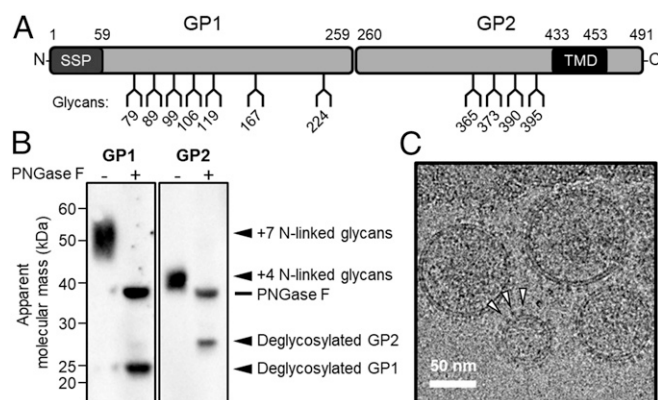 A
GP1 GP2
1 59 259 260 433 453 491
N- SSP TMD -C
Glycans:
79 89 99 106 119 167 224 365 373 390 395
B
GP1 GP2
PNGase F - + - +
60
50
40
30
25
20
Apparent
molecular mass (kDa)
+7 N-linked glycans
+4 N-linked glycans
PNGase F
Deglycosylated GP2
Deglycosylated GP1
C
50 nm